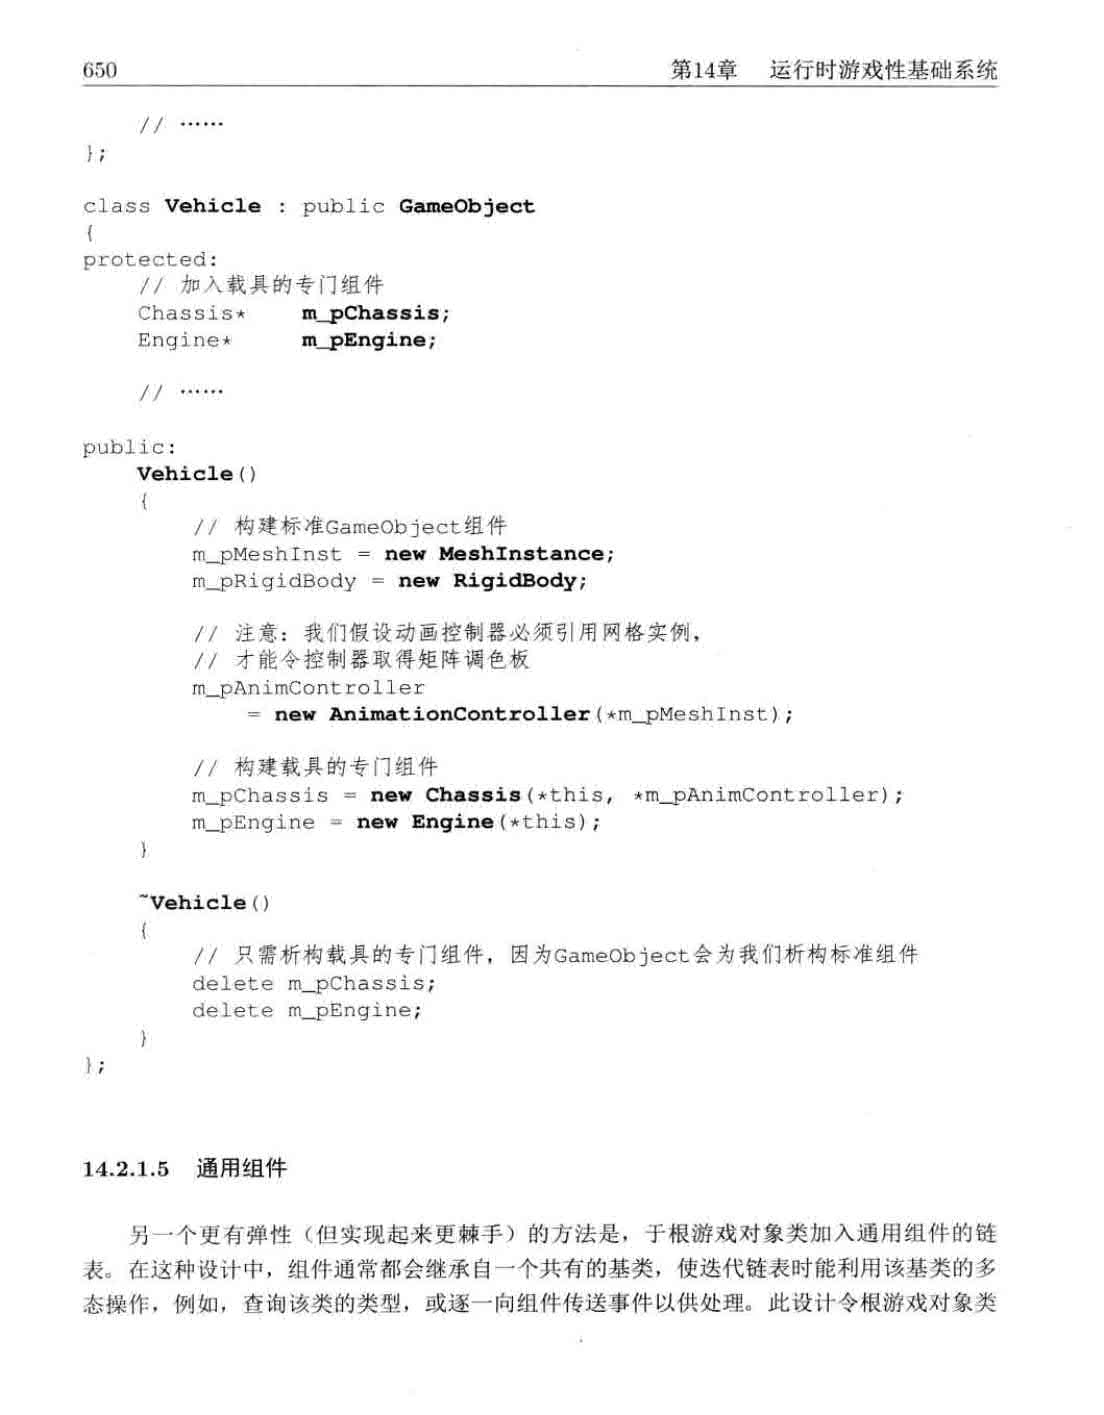 650 第14章 运行时游戏性基础系统
// ……
};
class Vehicle : public GameObject
{
protected:
// 加入载具的专门组件
Chassis* m_pChassis;
Engine* m_pEngine;
// ……
public:
Vehicle()
{
// 构建标准GameObject组件
m_pMeshInst = new MeshInstance;
m_pRigidBody = new RigidBody;
// 注意：我们假设动画控制器必须引用网格实例，
// 才能令控制器取得矩阵调色板
m_pAnimController
= new AnimationController(*m_pMeshInst);
// 构建载具的专门组件
m_pChassis = new Chassis(*this, *m_pAnimController);
m_pEngine = new Engine(*this);
}
~Vehicle()
{
// 只需析构载具的专门组件，因为GameObject会为我们析构标准组件
delete m_pChassis;
delete m_pEngine;
}
};
14.2.1.5 通用组件
另一个更有弹性（但实现起来更棘手）的方法是，于根游戏对象类加入通用组件的链
表。在这种设计中，组件通常都会继承自一个共有的基类，使迭代链表时能利用该基类的多
态操作，例如，查询该类的类型，或逐一向组件传送事件以供处理。此设计令根游戏对象类